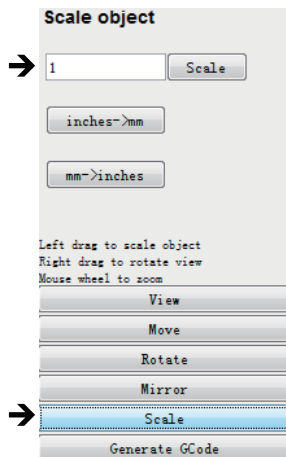 Scale object
1
Scale
inches->mm
mm->inches
Left drag to scale object
Right drag to rotate view
Mouse wheel to zoom
View
Move
Rotate
Mirror
Scale
Generate GCode